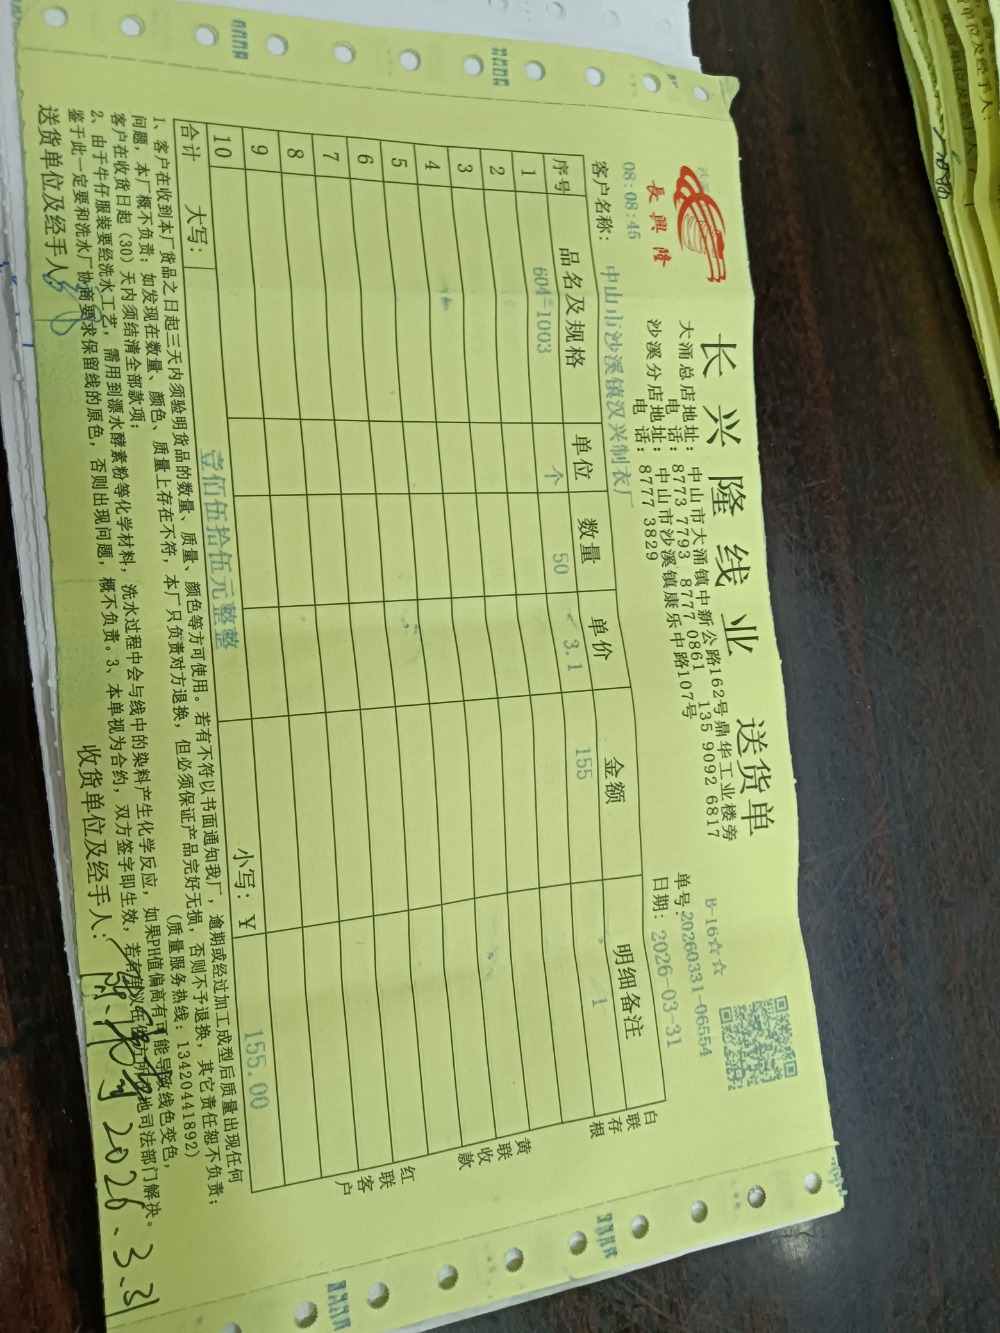 長興隆
08:08:45
长兴隆线业 送货单
大涌总店地址: 中山市大涌镇中新公路162号鼎华工业楼旁
电 话: 8773 7793 8777 0861 135 9092 6817
沙溪分店地址: 中山市沙溪镇康乐中路107号
电 话: 8777 3829
B-16☆☆
单号:20260331-06554
日期: 2026-03-31
客户名称: 中山市沙溪镇汉兴制衣厂
序号 品名及规格 单位 数量 单价 金额 明细备注
1 604-1003 个 50 3.1 155 1
2
3
4
5
6
7
8
9
10
合计 大写: 壹佰伍拾伍元整整 小写: ¥ 155.00
白联存根
黄联收款
红联客户
1、客户在收到本厂货品之日起三天内须验明货品的数量、质量、颜色等方可使用。若有不符以书面通知我厂, 逾期或经过加工成型后质量出现任何
问题, 本厂概不负责; 如发现在数量、颜色、质量上存在不符, 本厂只负责对方退换, 但必须保证产品完好无损, 否则不予退换, 其它责任恕不负责;
客户在收货日起 (30) 天内须结清全部款项; (质量服务热线: 13420441892)
2、由于牛仔服装要经洗水工艺, 需用到漂水酵素粉等化学材料, 洗水过程中会与线中的染料产生化学反应, 如果PH值偏高有可能导致线色变色,
鉴于此一定要和洗水厂协商要求保留线的原色, 否则出现问题, 概不负责。3、本单视为合约, 双方签字即生效, 若有异议在供方所在地司法部门解决。
送货单位及经手人: 收货单位及经手人:
2026.3.31